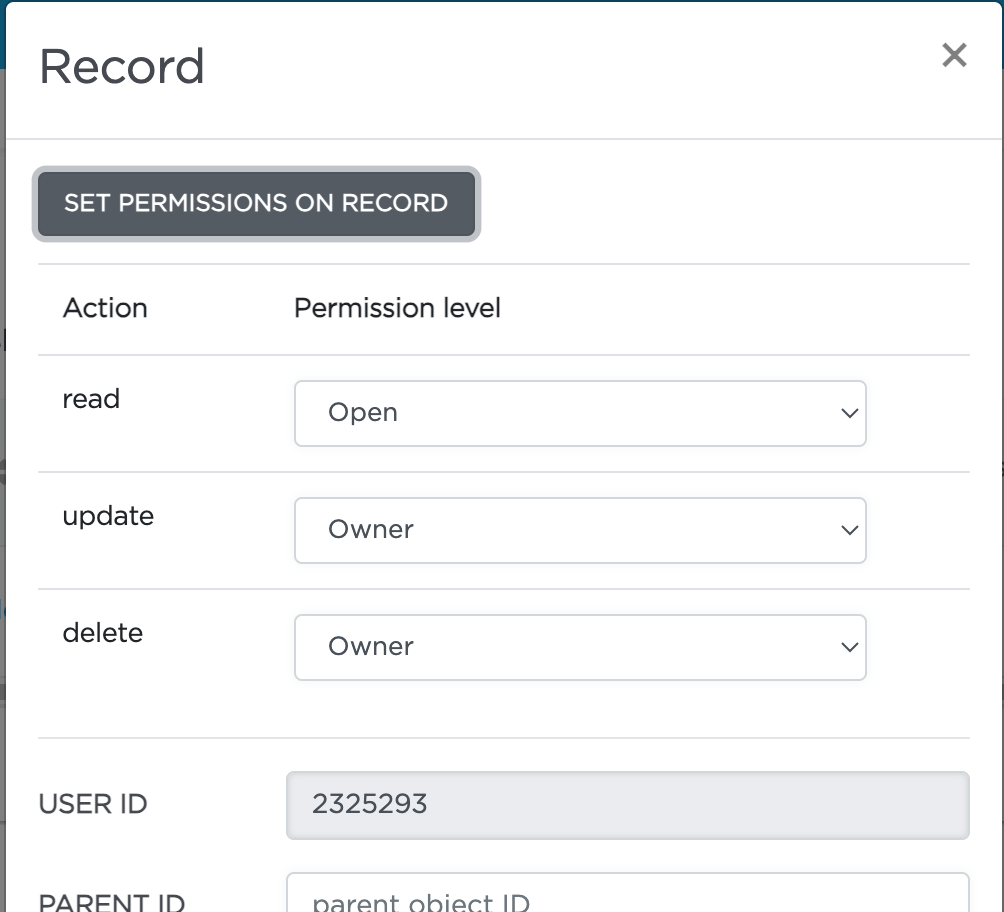 Record
SET PERMISSIONS ON RECORD
Action Permission level
read Open
update Owner
delete Owner
USER ID 2325293
PARENT ID parent object ID